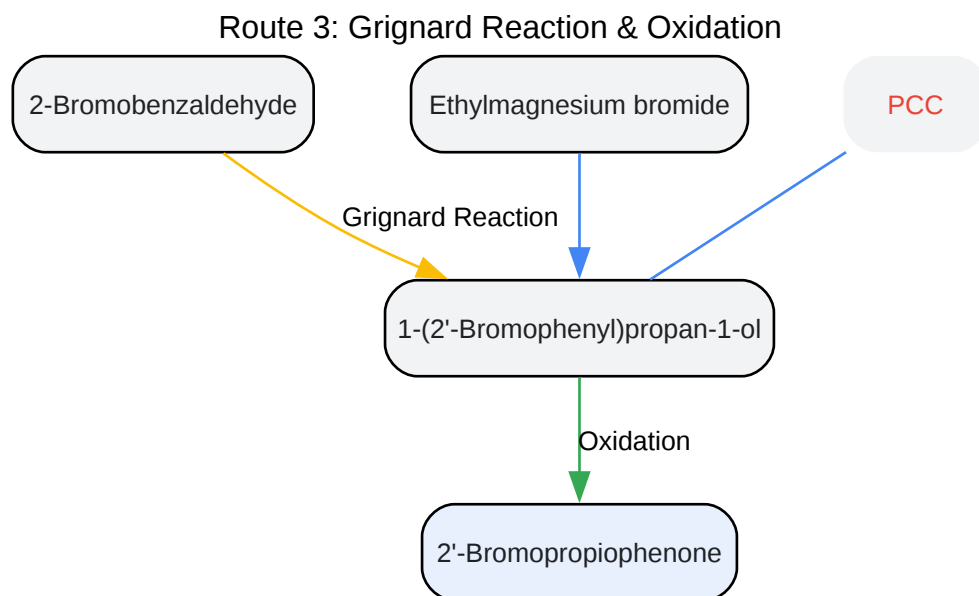 Route 3: Grignard Reaction & Oxidation
2-Bromobenzaldehyde
Ethylmagnesium bromide
PCC
Grignard Reaction
1-(2'-Bromophenyl)propan-1-ol
Oxidation
2'-Bromopropiophenone